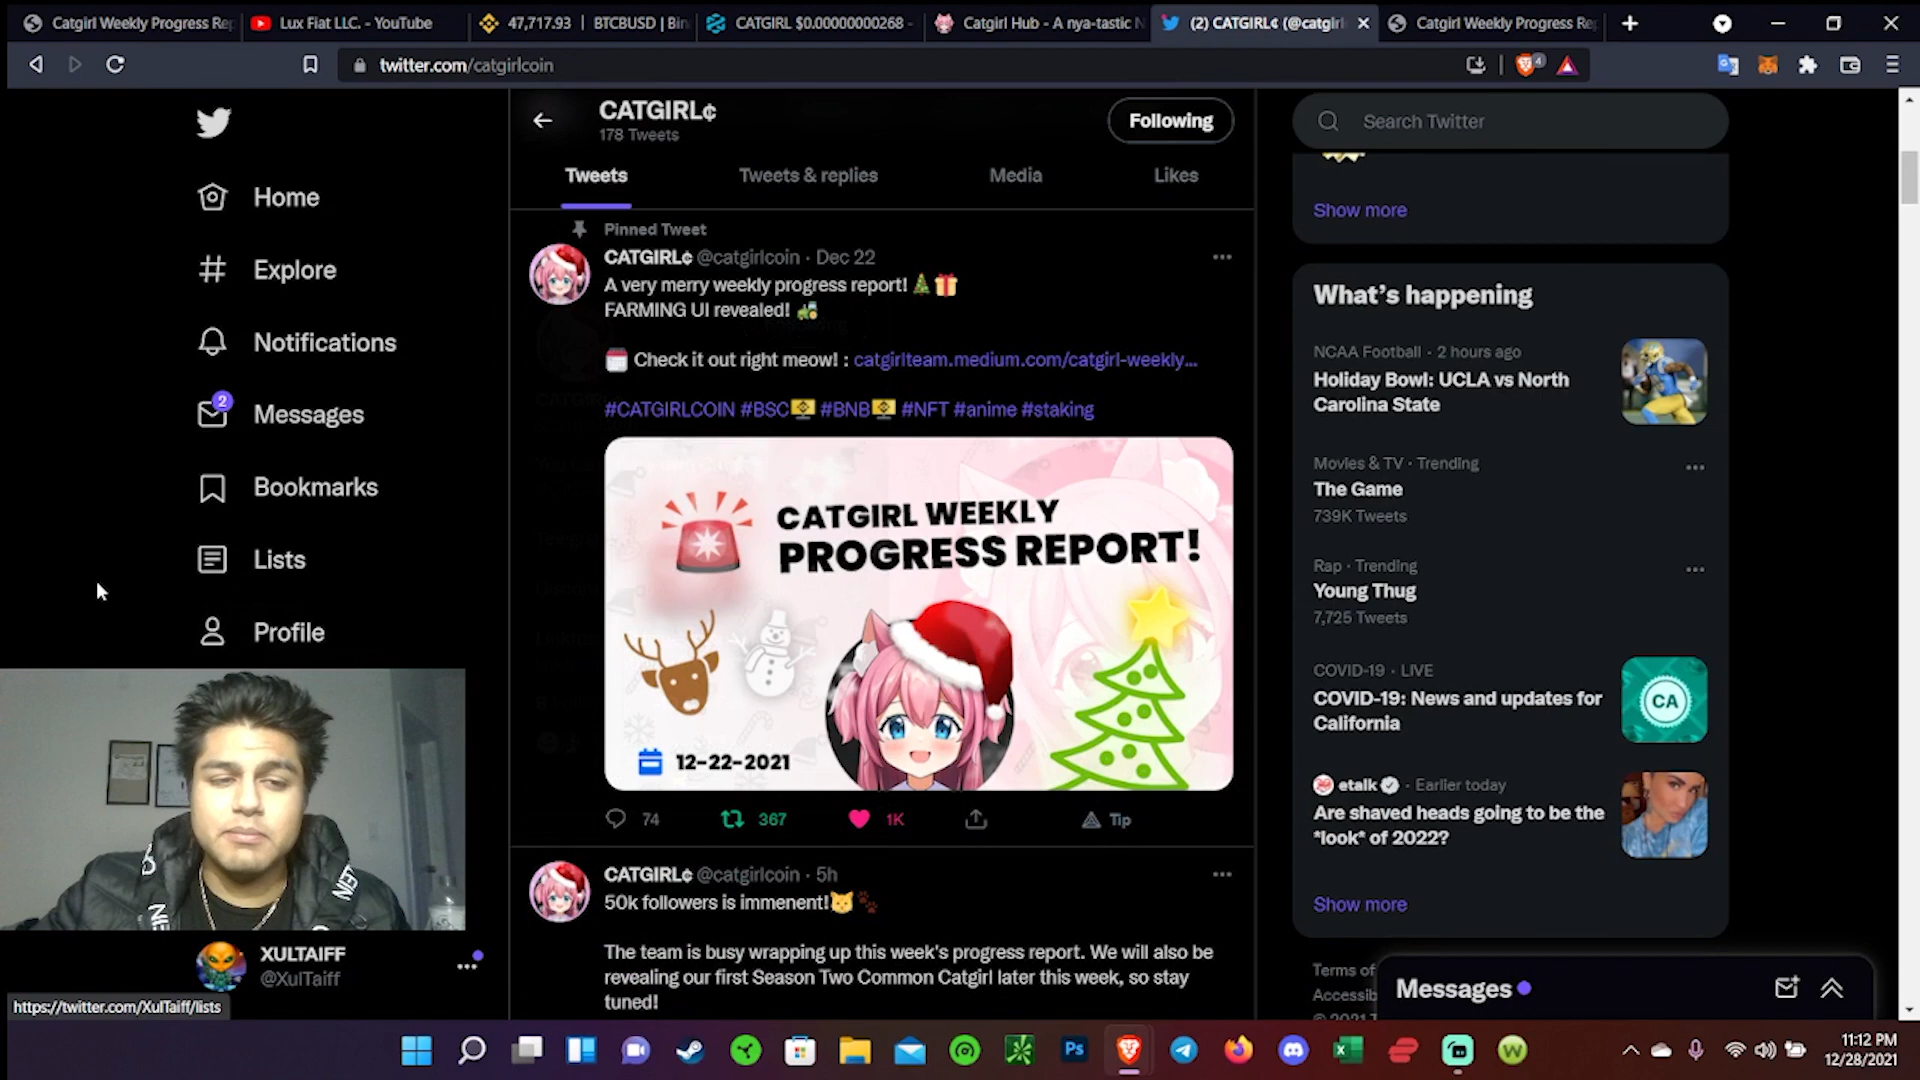 Catgirl Weekly Progress Rep
Lux Fiat LLC. - YouTube
47,717.93 | BTCBUSD | Bin
CATGIRL $0.00000000268 -
Catgirl Hub - A nya-tastic N
(2) CATGIRL¢ (@catgirl
Catgirl Weekly Progress Re
twitter.com/catgirlcoin
4
Home
Explore
Notifications
2
Messages
Bookmarks
Lists
Profile
XULTAIFF
@XulTaiff
https://twitter.com/XulTaiff/lists
CATGIRL¢
178 Tweets
Following
Tweets
Tweets & replies
Media
Likes
Pinned Tweet
CATGIRL¢ @catgirlcoin · Dec 22
A very merry weekly progress report! 🎄🎁
FARMING UI revealed! 🚜
🗓 Check it out right meow! : catgirlteam.medium.com/catgirl-weekly...
#CATGIRLCOIN #BSC #BNB #NFT #anime #staking
CATGIRL WEEKLY
PROGRESS REPORT!
12-22-2021
74
367
1K
Tip
CATGIRL¢ @catgirlcoin · 5h
50k followers is immenent!🐱🐾
The team is busy wrapping up this week's progress report. We will also be
revealing our first Season Two Common Catgirl later this week, so stay
tuned!
Search Twitter
Show more
What's happening
NCAA Football · 2 hours ago
Holiday Bowl: UCLA vs North
Carolina State
Movies & TV · Trending
The Game
739K Tweets
Rap · Trending
Young Thug
7,725 Tweets
COVID-19 · LIVE
COVID-19: News and updates for
California
CA
etalk · Earlier today
Are shaved heads going to be the
*look* of 2022?
Show more
Terms of
Accessib
© 2021 T
Messages
Ps
11:12 PM
12/28/2021